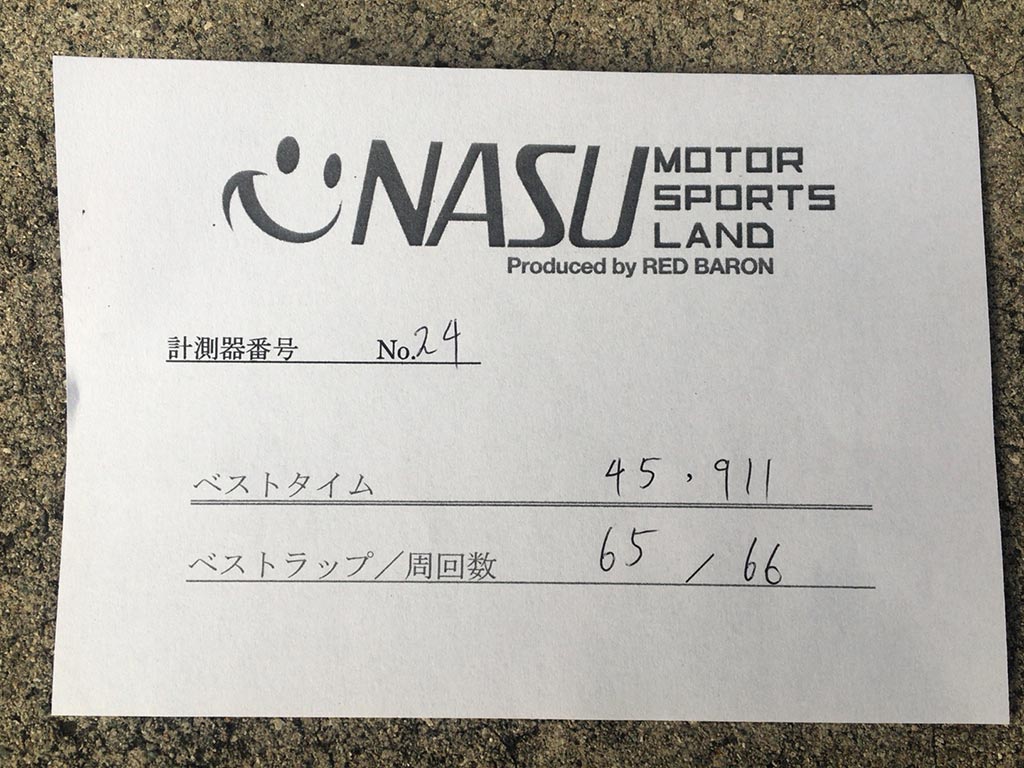 NASU MOTOR
SPORTS
LAND
Produced by RED BARON
計測器番号 No.24
ベストタイム 45,911
ベストラップ／周回数 65 / 66